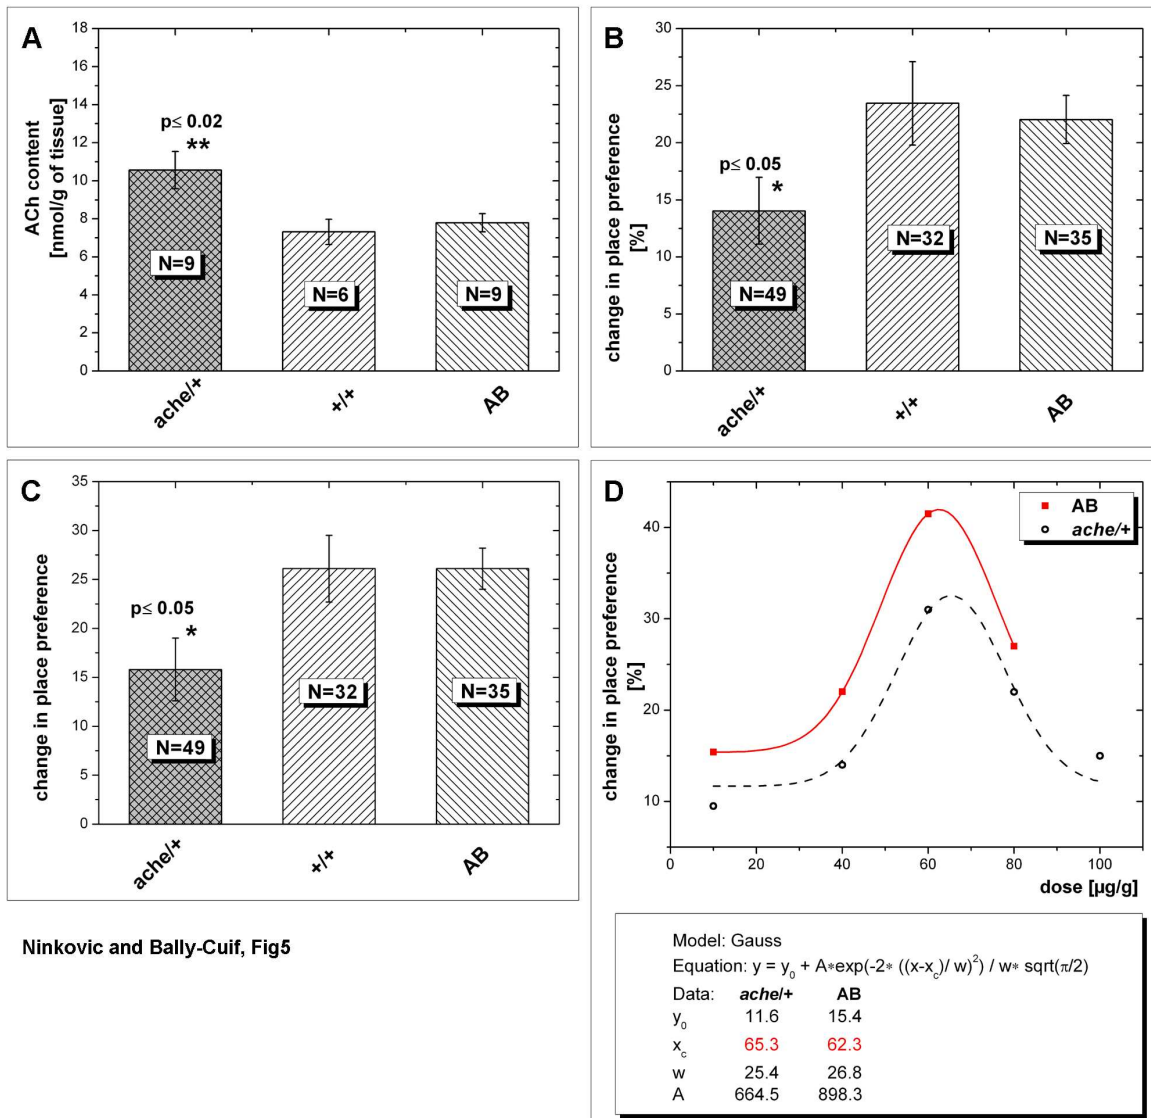 A
ACh content
[nmol/g of tissue]
18
16
14
12
10
8
6
4
2
0
p≤ 0.02
**
N=9
N=6
N=9
ache/+
+/+
AB
B
change in place preference
[%]
30
25
20
15
10
5
0
p≤ 0.05
*
N=49
N=32
N=35
ache/+
+/+
AB
C
change in place preference
35
30
25
20
15
10
5
0
p≤ 0.05
*
N=49
N=32
N=35
ache/+
+/+
AB
D
change in place preference
[%]
40
30
20
10
AB
ache/+
0 20 40 60 80 100
dose [µg/g]
Ninkovic and Bally-Cuif, Fig5
Model: Gauss
Equation: y = y₀ + A*exp(-2* ((x-x꜀)/ w)²) / w* sqrt(π/2)
Data: ache/+ AB
y₀ 11.6 15.4
x꜀ 65.3 62.3
w 25.4 26.8
A 664.5 898.3